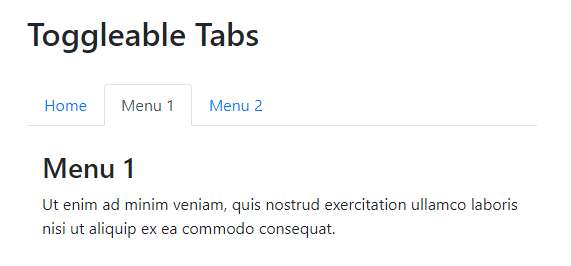 Toggleable Tabs
Home Menu 1 Menu 2
Menu 1
Ut enim ad minim veniam, quis nostrud exercitation ullamco laboris
nisi ut aliquip ex ea commodo consequat.